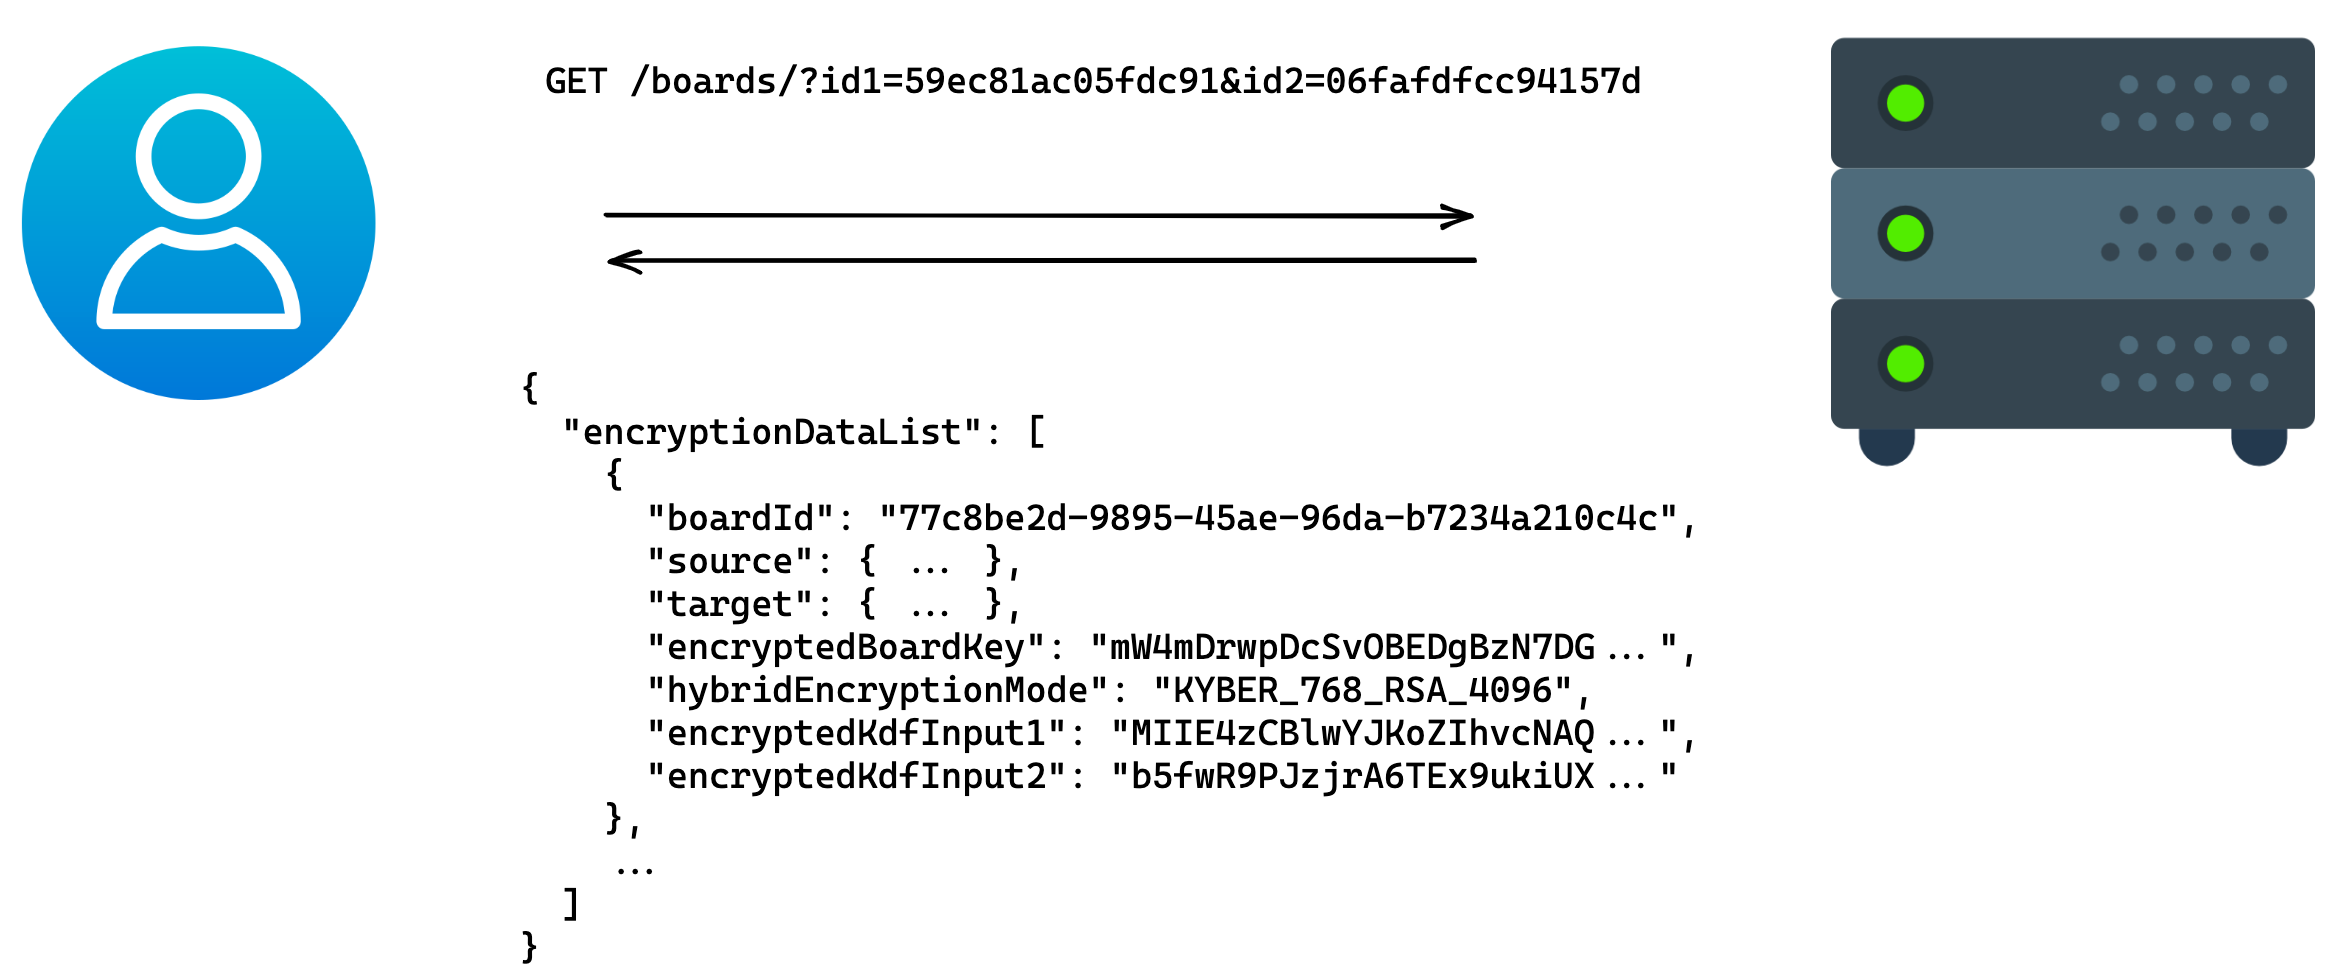 GET /boards/?id1=59ec81ac05fdc91&id2=06fafdfcc94157d
{
"encryptionDataList": [
{
"boardId": "77c8be2d-9895-45ae-96da-b7234a210c4c",
"source": { ... },
"target": { ... },
"encryptedBoardKey": "mW4mDrwpDcSvOBEDgBzN7DG...",
"hybridEncryptionMode": "KYBER_768_RSA_4096",
"encryptedKdfInput1": "MIIE4zCBlwYJKoZIhvcNAQ...",
"encryptedKdfInput2": "b5fwR9PJzjrA6TEx9ukiUX..."
},
...
]
}